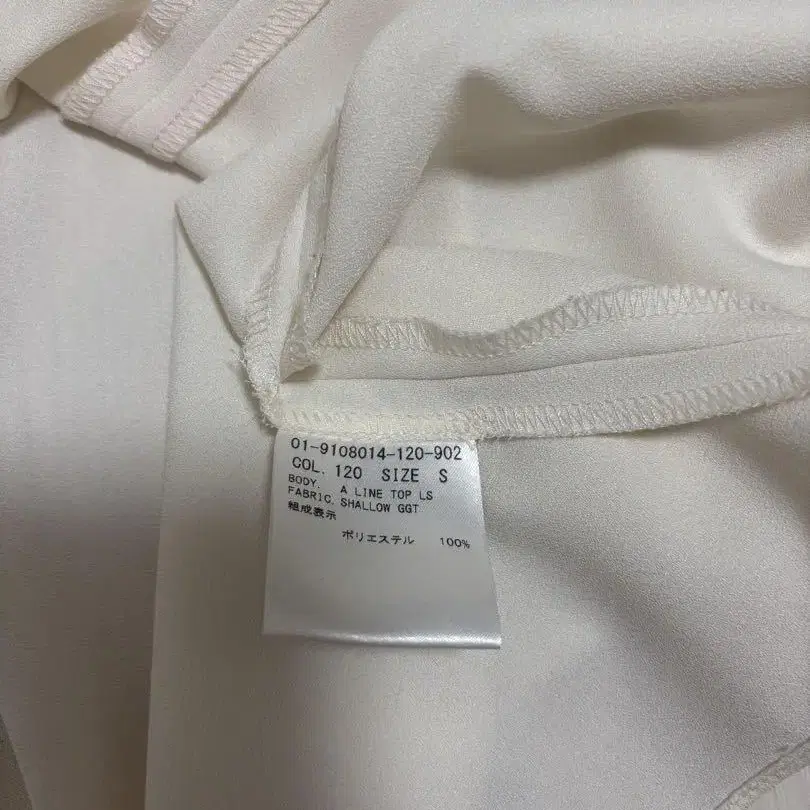 01-9108014-120-902
COL. 120 SIZE S
BODY. A LINE TOP LS
FABRIC. SHALLOW GGT
組成表示
ポリエステル 100%